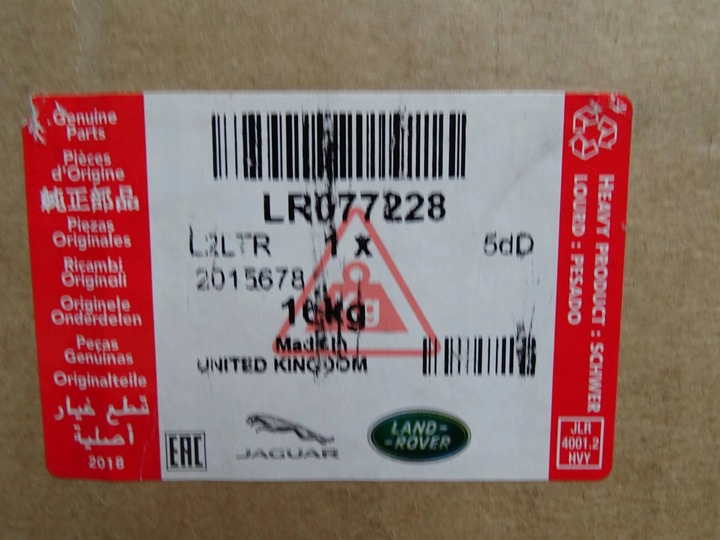 Genuine
Parts
Pièces
d'Origine
純正部品
Piezas
Originales
Ricambi
Originali
Originele
Onderdelen
Peças
Genuínas
Originalteile
قطع غيار
أصلية
2018
LR077228
L2LTR 1 x 5dD
2015678
16kg
Made in
UNITED KINGDOM
EAC
JAGUAR
LAND-
-ROVER
HEAVY PRODUCT : SCHWER
LOURD : PESADO
JLR
4001.2
HVY